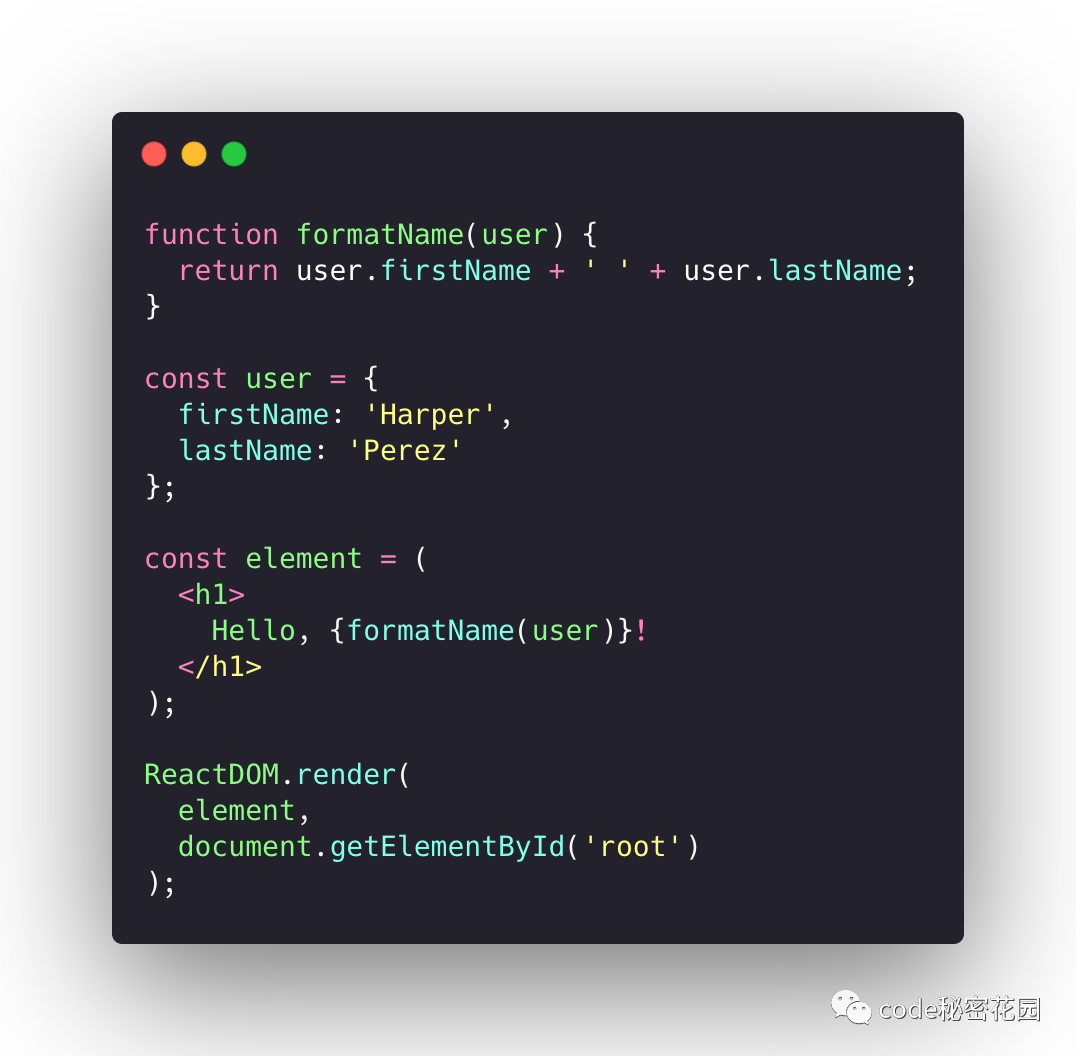 function formatName(user) {
  return user.firstName + ' ' + user.lastName;
}

const user = {
  firstName: 'Harper',
  lastName: 'Perez'
};

const element = (
  <h1>
    Hello, {formatName(user)}!
  </h1>
);

ReactDOM.render(
  element,
  document.getElementById('root')
);
code秘密花园